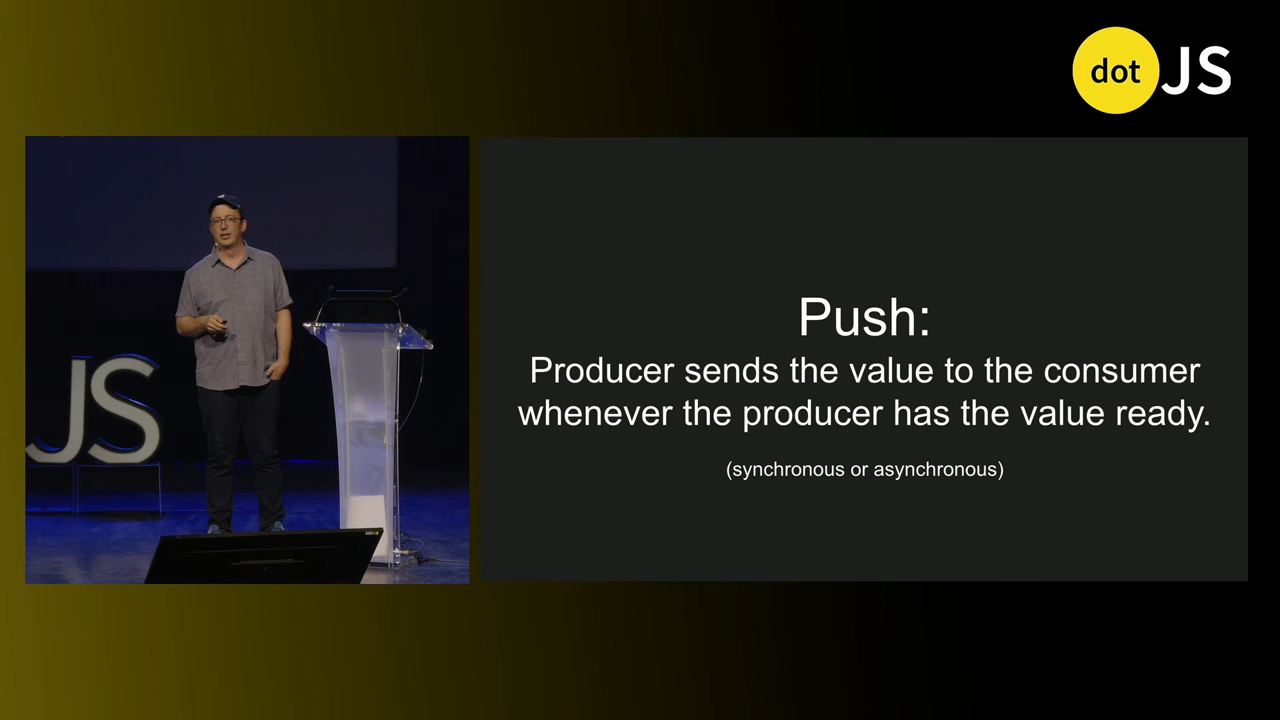 dot JS
JS
Push:
Producer sends the value to the consumer
whenever the producer has the value ready.
(synchronous or asynchronous)